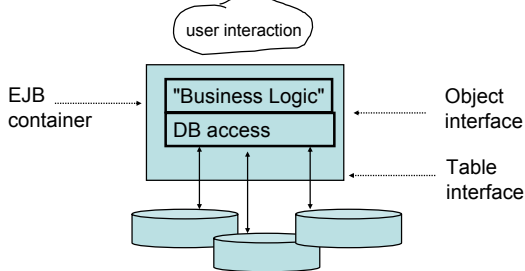 user interaction
EJB
container
"Business Logic"
DB access
Object
interface
Table
interface